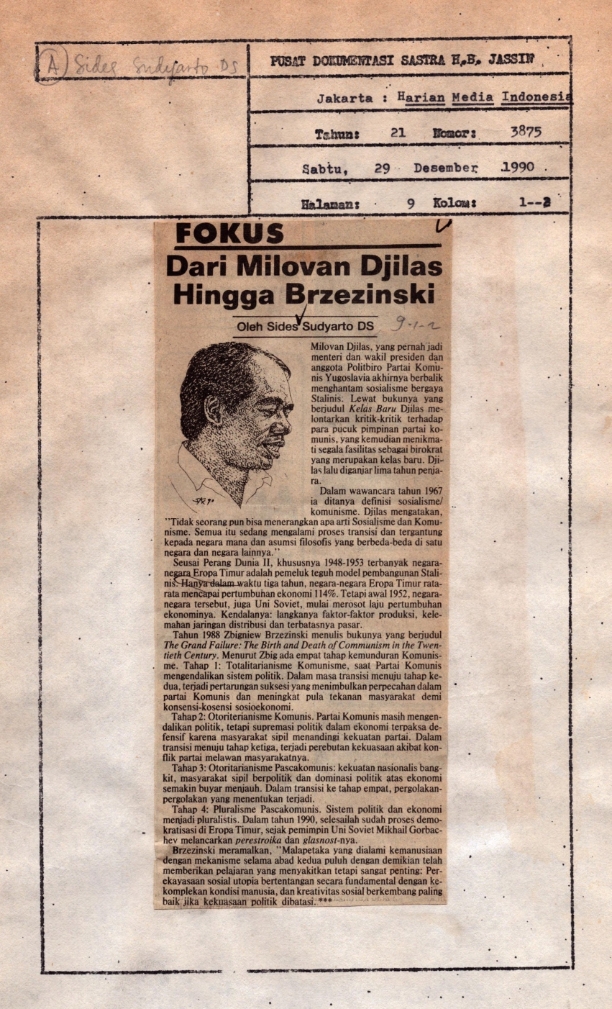 (A) Sides Sudyarto DS
PUSAT DOKUMENTASI SASTRA H.B. JASSIN
Jakarta : Harian Media Indonesia
Tahun: 21 Nomor: 3875
Sabtu, 29 Desember 1990
Halaman: 9 Kolom: 1--2
FOKUS
Dari Milovan Djilas
Hingga Brzezinski
Oleh Sides Sudyarto DS
9-1-2
Milovan Djilas, yang pernah jadi
menteri dan wakil presiden dan
anggota Politbiro Partai Komu-
nis Yugoslavia akhirnya berbalik
menghantam sosialisme bergaya
Stalinis. Lewat bukunya yang
berjudul Kelas Baru Djilas me-
lontarkan kritik-kritik terhadap
para pucuk pimpinan partai ko-
munis, yang kemudian menikma-
ti segala fasilitas sebagai birokrat
yang merupakan kelas baru. Dji-
las lalu diganjar lima tahun penja-
ra.
Dalam wawancara tahun 1967
ia ditanya definisi sosialisme/
komunisme. Djilas mengatakan,
"Tidak seorang pun bisa menerangkan apa arti Sosialisme dan Komu-
nisme. Semua itu sedang mengalami proses transisi dan tergantung
kepada negara mana dan asumsi filosofis yang berbeda-beda di satu
negara dan negara lainnya."
Seusai Perang Dunia II, khususnya 1948-1953 terbanyak negara-
negara Eropa Timur adalah pemeluk teguh model pembangunan Stali-
nis. Hanya dalam waktu tiga tahun, negara-negara Eropa Timur rata-
rata mencapai pertumbuhan ekonomi 114%. Tetapi awal 1952, negara-
negara tersebut, juga Uni Soviet, mulai merosot laju pertumbuhan
ekonominya. Kendalanya: langkanya faktor-faktor produksi, kele-
mahan jaringan distribusi dan terbatasnya pasar.
Tahun 1988 Zbigniew Brzezinski menulis bukunya yang berjudul
The Grand Failure: The Birth and Death of Communism in the Twen-
tieth Century. Menurut Zbig ada empat tahap kemunduran Komunis-
me. Tahap 1: Totalitarianisme Komunisme, saat Partai Komunis
mengendalikan sistem politik. Dalam masa transisi menuju tahap ke-
dua, terjadi pertarungan suksesi yang menimbulkan perpecahan dalam
partai Komunis dan meningkat pula tekanan masyarakat demi
konsensi-kosensi sosioekonomi.
Tahap 2: Otoriterianisme Komunis. Partai Komunis masih mengen-
dalikan politik, tetapi supremasi politik dalam ekonomi terpaksa de-
fensif karena masyarakat sipil menandingi kekuatan partai. Dalam
transisi menuju tahap ketiga, terjadi perebutan kekuasaan akibat kon-
flik partai melawan masyarakatnya.
Tahap 3: Otoritarianisme Pascakomunis: kekuatan nasionalis bang-
kit, masyarakat sipil berpolitik dan dominasi politik atas ekonomi
semakin buyar menjauh. Dalam transisi ke tahap empat, pergolakan-
pergolakan yang menentukan terjadi.
Tahap 4: Pluralisme Pascakomunis. Sistem politik dan ekonomi
menjadi pluralistis. Dalam tahun 1990, selesailah sudah proses demo-
kratisasi di Eropa Timur, sejak pemimpin Uni Soviet Mikhail Gorbac-
hev melancarkan perestroika dan glasnost-nya.
Brzezinski meramalkan, "Malapetaka yang dialami kemanusiaan
dengan mekanisme selama abad kedua puluh dengan demikian telah
memberikan pelajaran yang menyakitkan tetapi sangat penting: Per-
ekayasaan sosial utopia bertentangan secara fundamental dengan ke-
komplekan kondisi manusia, dan kreativitas sosial berkembang paling
baik jika kekuasaan politik dibatasi.***